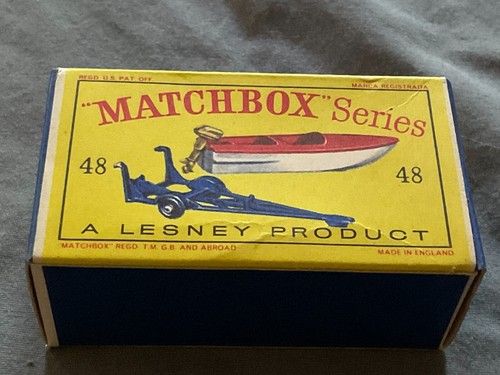 REGD. U.S. PAT. OFF.
MARCA REGISTRADA
"MATCHBOX" Series
48
48
A LESNEY PRODUCT
"MATCHBOX" REGD. T.M. G.B. AND ABROAD
MADE IN ENGLAND